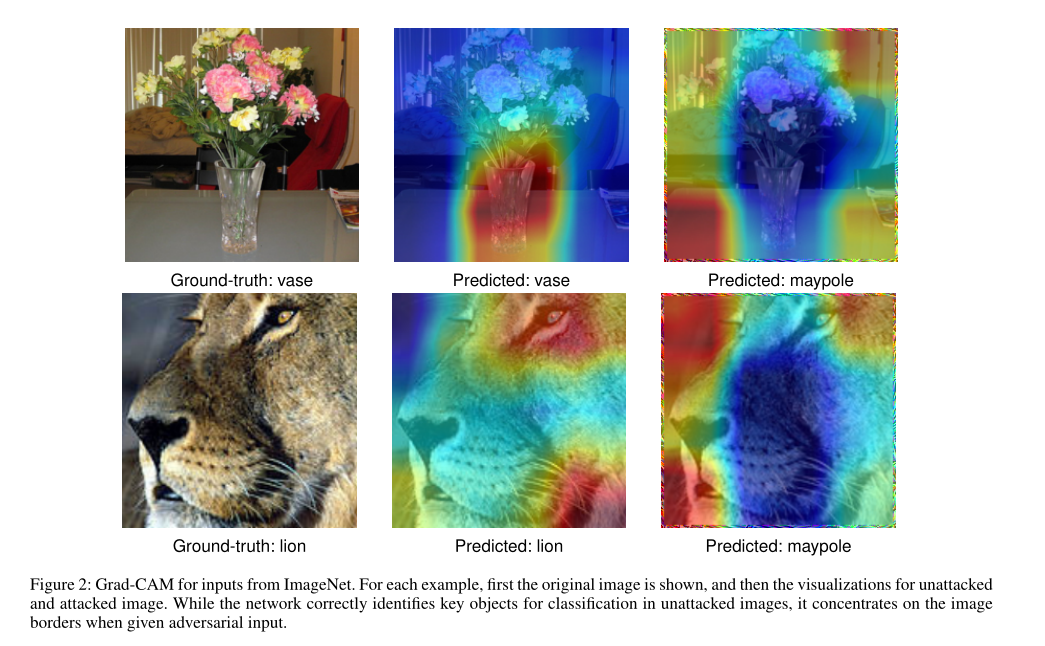 Ground-truth: vase
Predicted: vase
Predicted: maypole
Ground-truth: lion
Predicted: lion
Predicted: maypole
Figure 2: Grad-CAM for inputs from ImageNet. For each example, first the original image is shown, and then the visualizations for unattacked
and attacked image. While the network correctly identifies key objects for classification in unattacked images, it concentrates on the image
borders when given adversarial input.